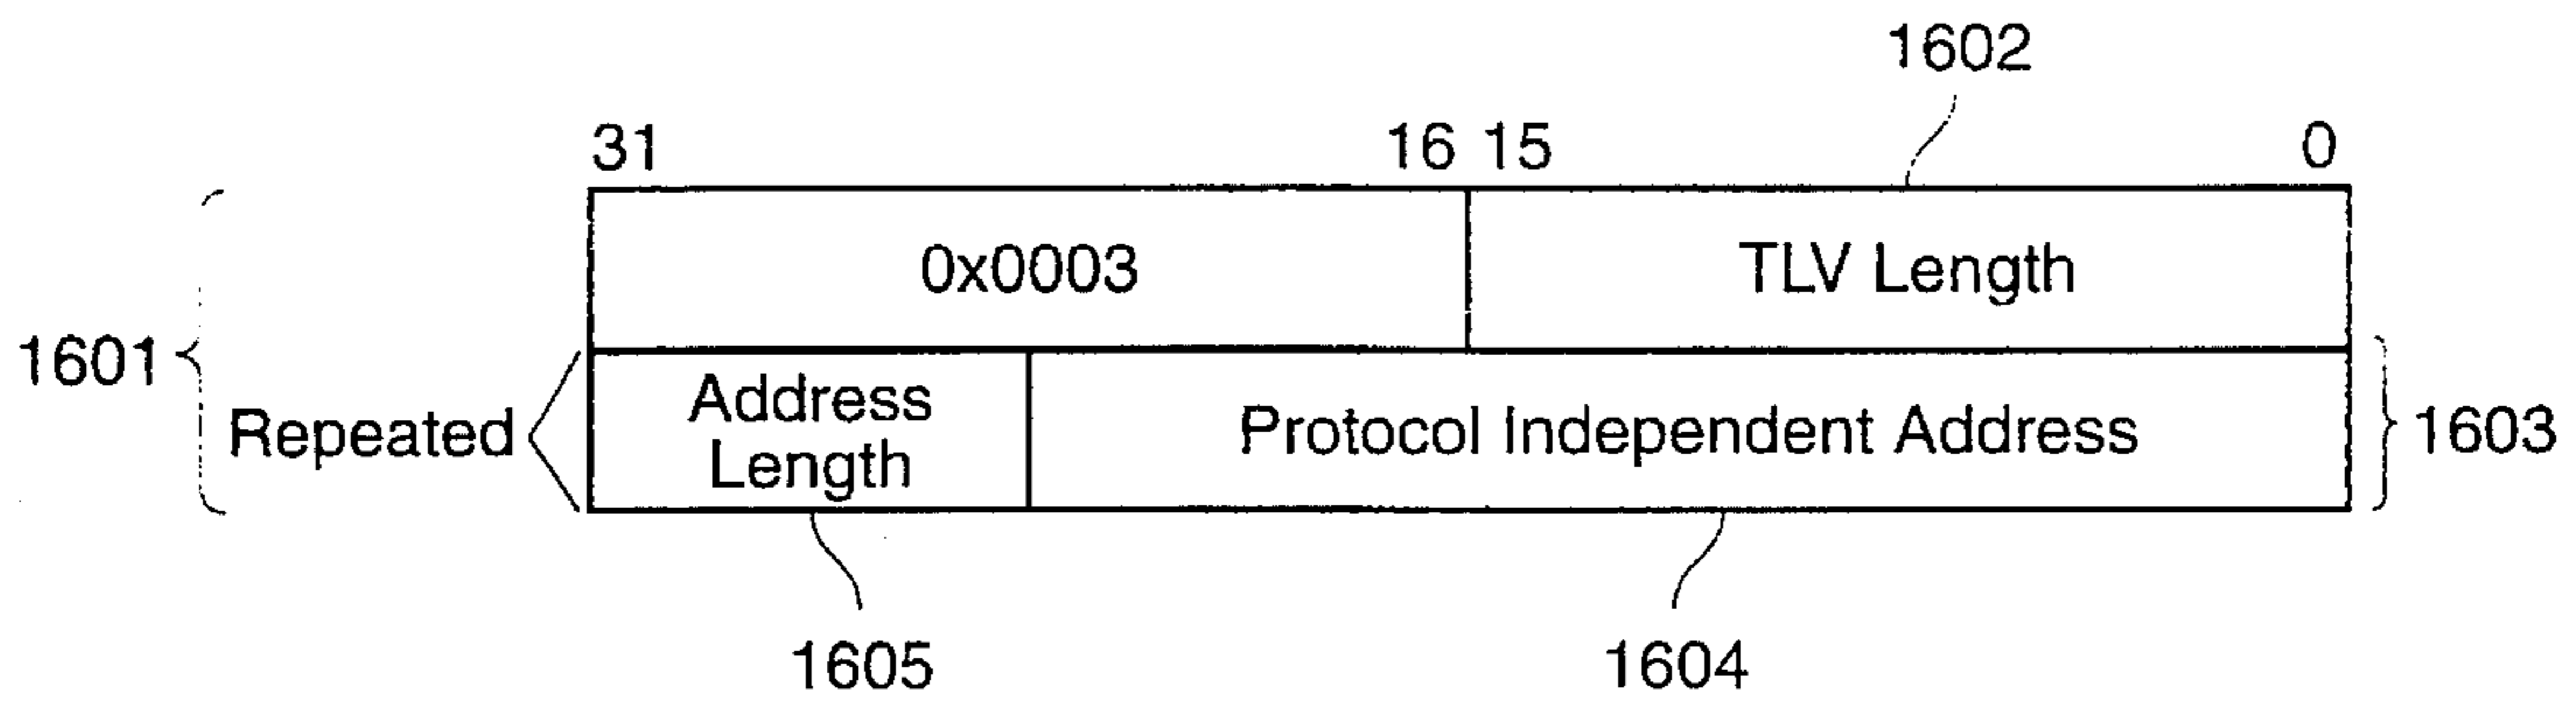 1602
31 16 15 0
0x0003 TLV Length
1601
Repeated
Address
Length
Protocol Independent Address
1603
1605 1604